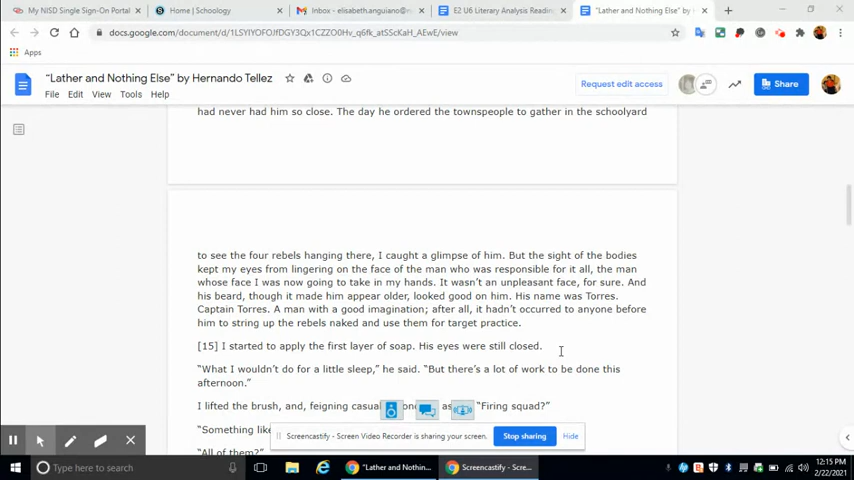 My NISD Single Sign-On Portal
Home | Schoology
Inbox - elisabeth.anguiano@n
E2 U6 Literary Analysis Reading
"Lather and Nothing Else" by H
docs.google.com/document/d/1LSYIYOFOJfGDY3Qx1CZZO0Hv_q6fk_atSScKaH_AEwE/view
Apps
"Lather and Nothing Else" by Hernando Tellez
Request edit access
Share
File Edit View Tools Help
had never had him so close. The day he ordered the townspeople to gather in the schoolyard
to see the four rebels hanging there, I caught a glimpse of him. But the sight of the bodies
kept my eyes from lingering on the face of the man who was responsible for it all, the man
whose face I was now going to take in my hands. It wasn't an unpleasant face, for sure. And
his beard, though it made him appear older, looked good on him. His name was Torres.
Captain Torres. A man with a good imagination; after all, it hadn't occurred to anyone before
him to string up the rebels naked and use them for target practice.
[15] I started to apply the first layer of soap. His eyes were still closed.
"What I wouldn't do for a little sleep," he said. "But there's a lot of work to be done this
afternoon."
I lifted the brush, and, feigning casual "Firing squad?"
"Something like
Screencastify - Screen Video Recorder is sharing your screen.
Stop sharing
Hide
"All of them?"
Type here to search
"Lather and Nothin...
Screencastify - Scre...
12:15 PM
2/22/2021